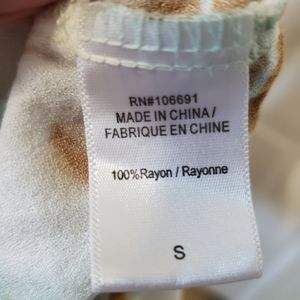 RN#106691
MADE IN CHINA/
FABRIQUE EN CHINE
100%Rayon / Rayonne
S